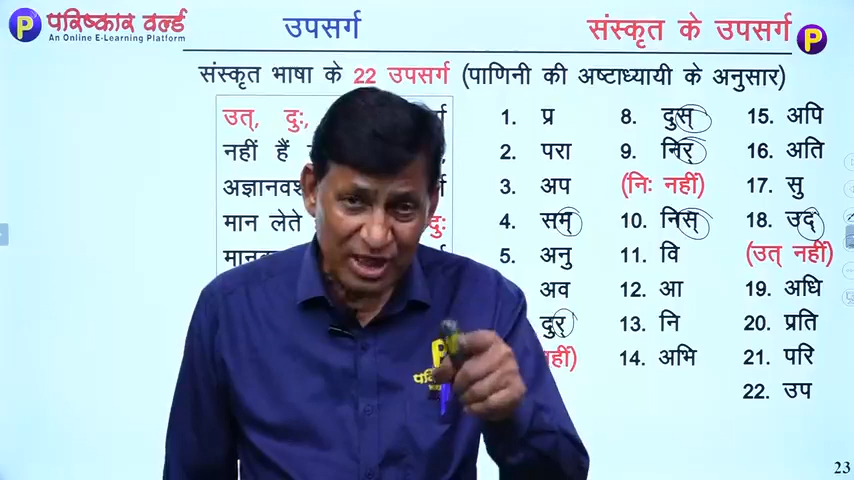 परिष्कार वर्ल्ड
An Online E-Learning Platform
उपसर्ग
संस्कृत के उपसर्ग
संस्कृत भाषा के 22 उपसर्ग (पाणिनी की अष्टाध्यायी के अनुसार)
उत्, दुः,
नहीं हैं
अज्ञानवश
मान लेते दुः
1. प्र
2. परा
3. अप
4. सम्
5. अनु
अव
दुर्
नहीं)
8. दुस्
9. निर्
(निः नहीं)
10. निस्
11. वि
12. आ
13. नि
14. अभि
15. अपि
16. अति
17. सु
18. उद्
(उत् नहीं)
19. अधि
20. प्रति
21. परि
22. उप
23